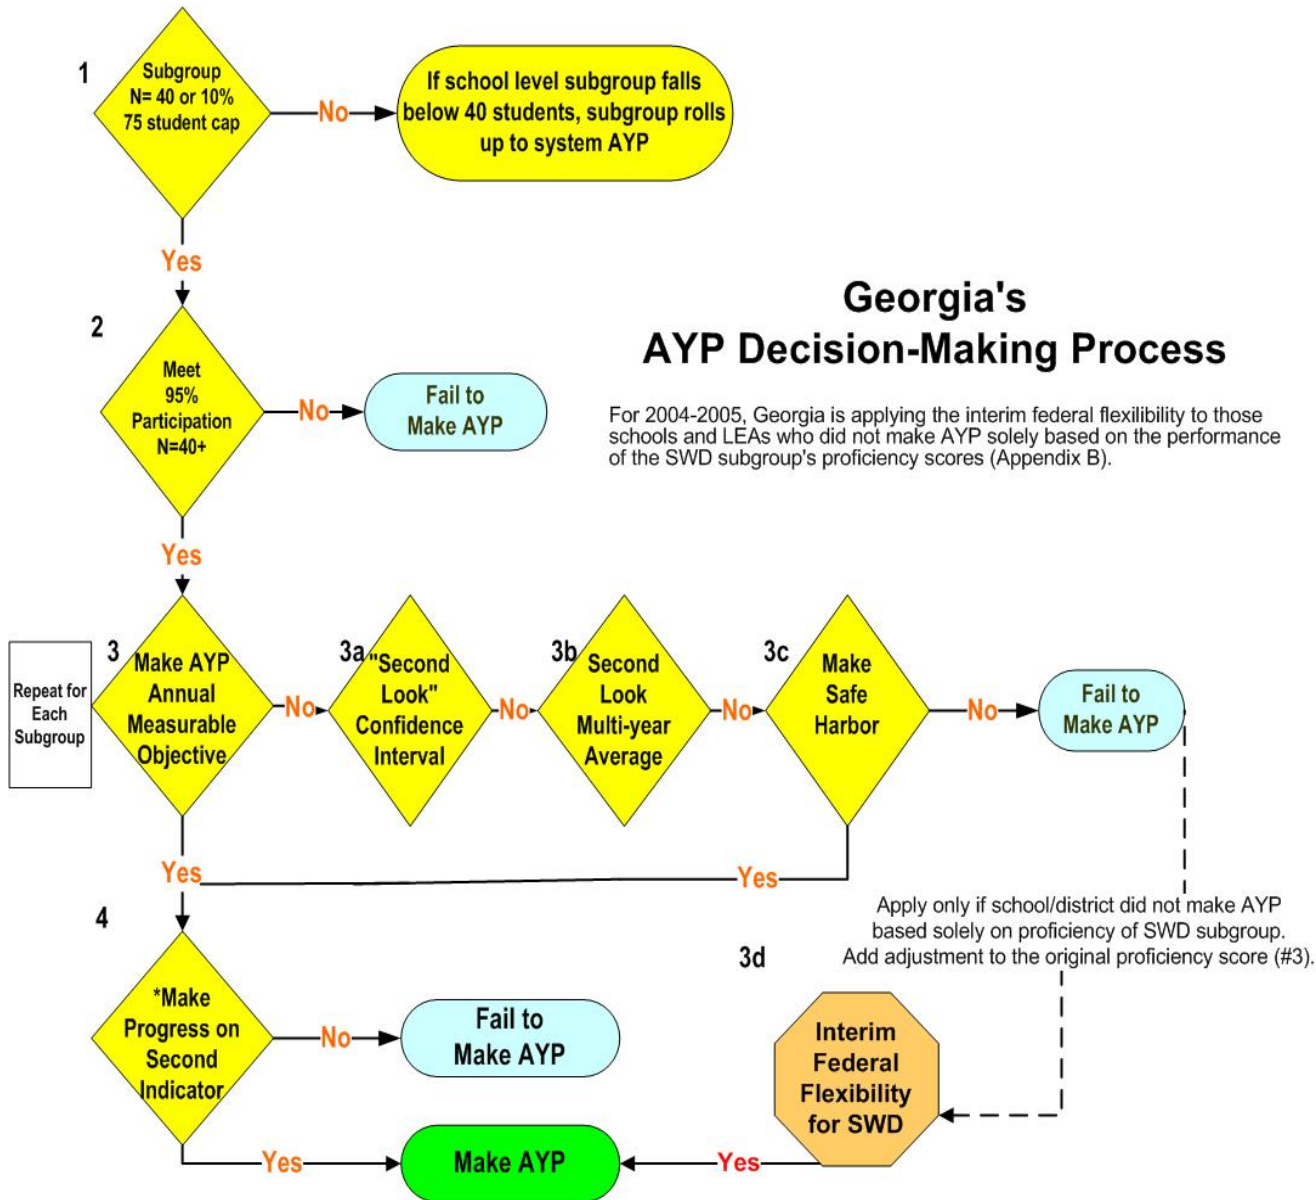 1
Subgroup
N= 40 or 10%
75 student cap
No
If school level subgroup falls
below 40 students, subgroup rolls
up to system AYP
Yes
Georgia's
AYP Decision-Making Process
For 2004-2005, Georgia is applying the interim federal flexilibility to those
schools and LEAs who did not make AYP solely based on the performance
of the SWD subgroup's proficiency scores (Appendix B).
2
Meet
95%
Participation
N=40+
No
Fail to
Make AYP
Yes
Repeat for
Each
Subgroup
3
Make AYP
Annual
Measurable
Objective
No
3a
"Second
Look"
Confidence
Interval
No
3b
Second
Look
Multi-year
Average
No
3c
Make
Safe
Harbor
No
Fail to
Make AYP
Yes
Yes
Apply only if school/district did not make AYP
based solely on proficiency of SWD subgroup.
Add adjustment to the original proficiency score (#3).
4
*Make
Progress on
Second
Indicator
No
Fail to
Make AYP
3d
Interim
Federal
Flexibility
for SWD
Yes
Make AYP
Yes